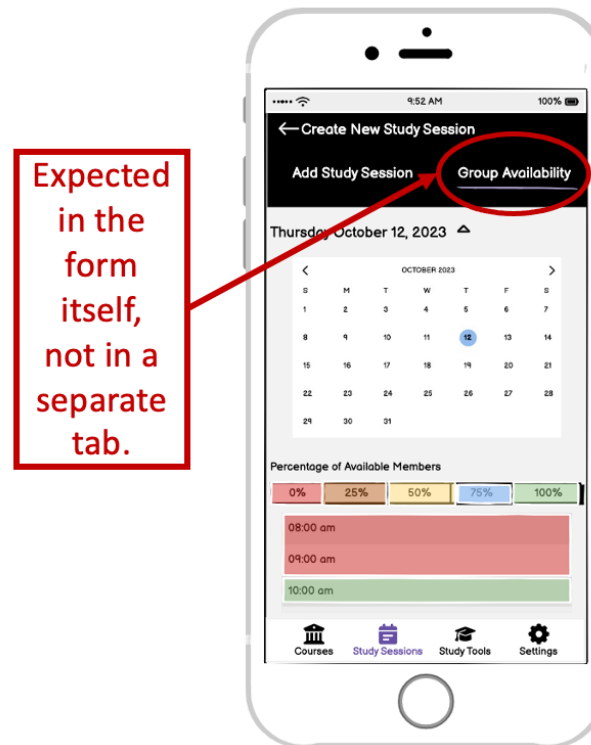 9:52 AM 100%
Create New Study Session
Add Study Session Group Availability
Expected
in the
form
itself,
not in a
separate
tab.
Thursday October 12, 2023
OCTOBER 2023
S M T W T F S
1 2 3 4 5 6 7
8 9 10 11 12 13 14
15 16 17 18 19 20 21
22 23 24 25 26 27 28
29 30 31
Percentage of Available Members
0% 25% 50% 75% 100%
08:00 am
09:00 am
10:00 am
Courses Study Sessions Study Tools Settings